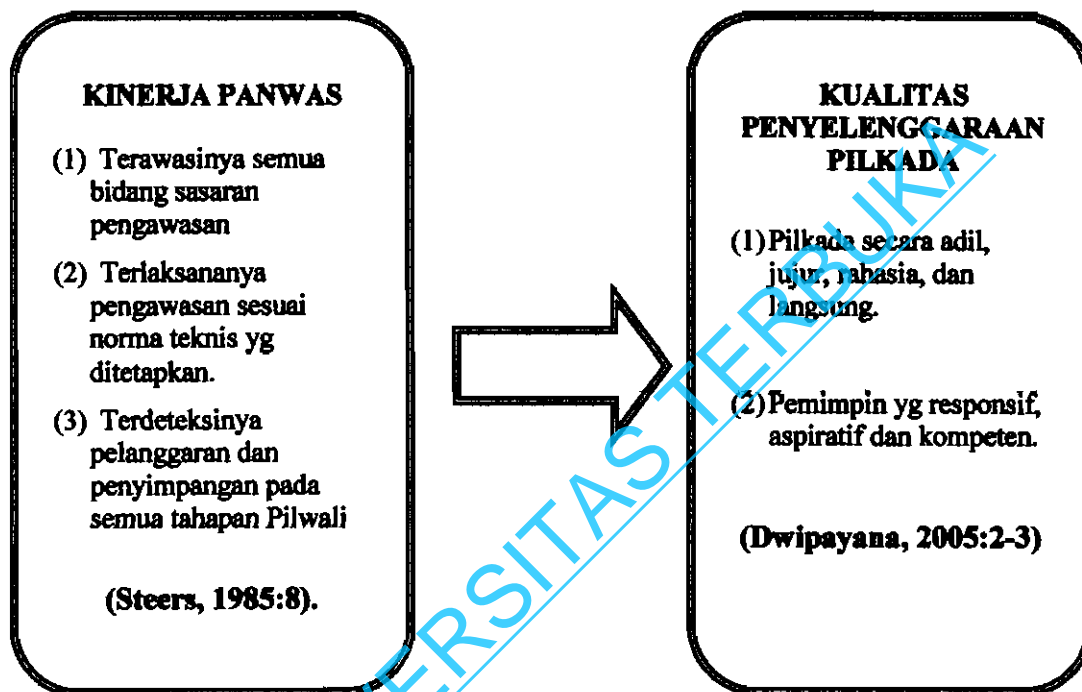 KINERJA PANWAS
(1) Terawasinya semua
bidang sasaran
pengawasan
(2) Terlaksananya
pengawasan sesuai
norma teknis yg
ditetapkan.
(3) Terdeteksinya
pelanggaran dan
penyimpangan pada
semua tahapan Pilwali
(Steers, 1985:8).
KUALITAS
PENYELENGGARAAN
PILKADA
(1) Pilkada secara adil,
jujur, rahasia, dan
langsung.
(2) Pemimpin yg responsif,
aspiratif dan kompeten.
(Dwipayana, 2005:2-3)
ERSITAS TERBUKA